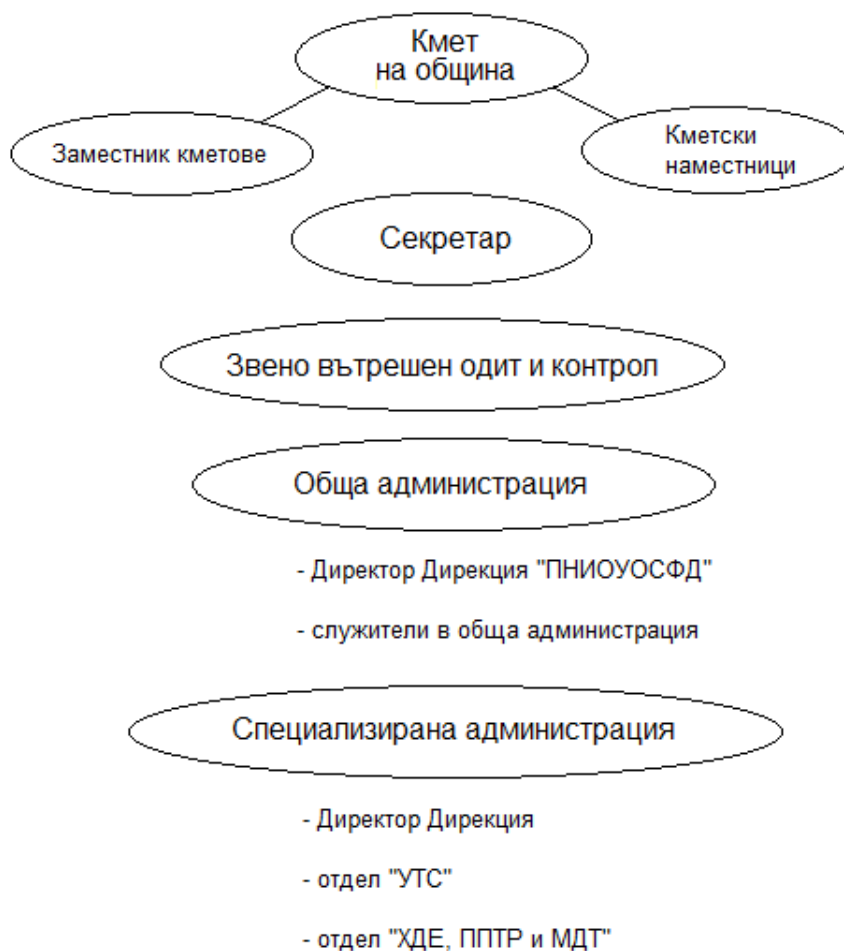 Кмет
на община
Заместник кметове
Кметски
наместници
Секретар
Звено вътрешен одит и контрол
Обща администрация
- Директор Дирекция "ПНИОУОСФД"
- служители в обща администрация
Специализирана администрация
- Директор Дирекция
- отдел "УТС"
- отдел "ХДЕ, ППТР и МДТ"